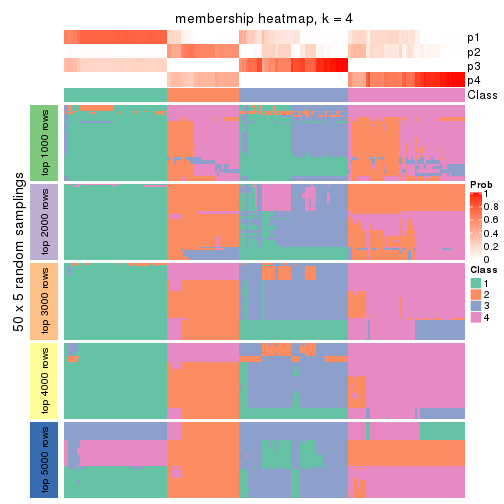 membership heatmap, k = 4
p1
p2
p3
p4
Class
50 x 5 random samplings
top 1000 rows
top 2000 rows
top 3000 rows
top 4000 rows
top 5000 rows
Prob
1
0.8
0.6
0.4
0.2
0
Class
1
2
3
4